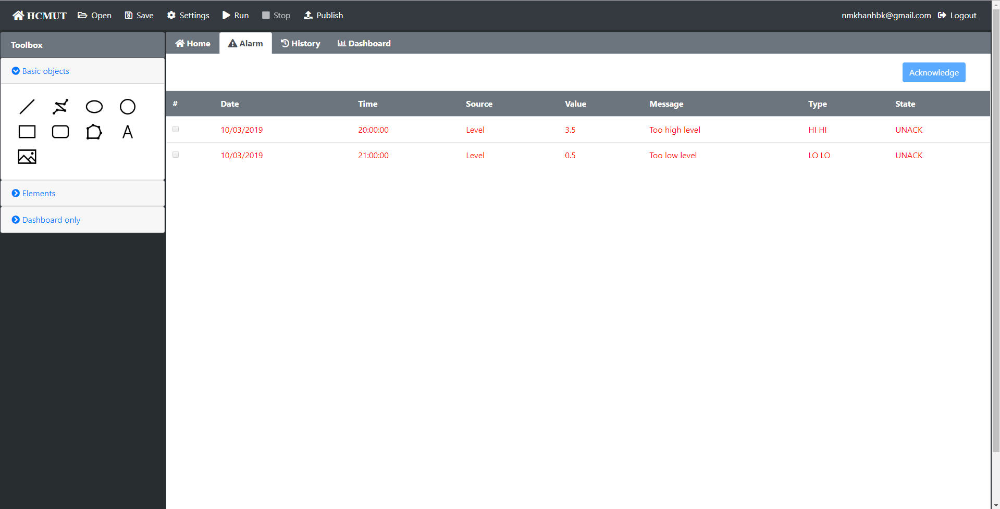 HCMUT Open Save Settings Run Stop Publish nmkhanhbk@gmail.com Logout
Toolbox
Basic objects
A
Elements
Dashboard only
Home Alarm History Dashboard
Acknowledge
# Date Time Source Value Message Type State
10/03/2019 20:00:00 Level 3.5 Too high level HI HI UNACK
10/03/2019 21:00:00 Level 0.5 Too low level LO LO UNACK